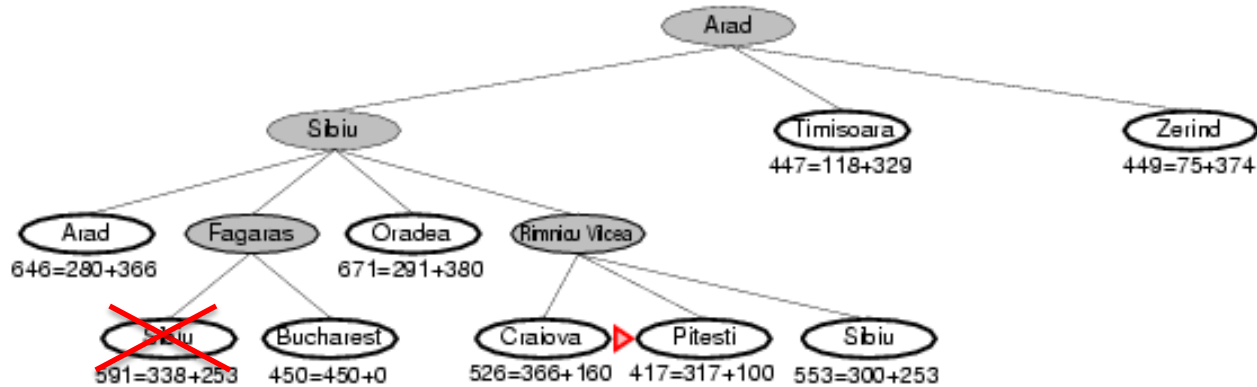 Arad
Sibiu
Timisoara
Zerind
447=118+329
449=75+374
Arad
Fagaras
Oradea
Rimnicu Vilcea
646=280+366
671=291+380
Sibiu
Bucharest
Craiova
Pitesti
Sibiu
591=338+253
450=450+0
526=366+160
417=317+100
553=300+253